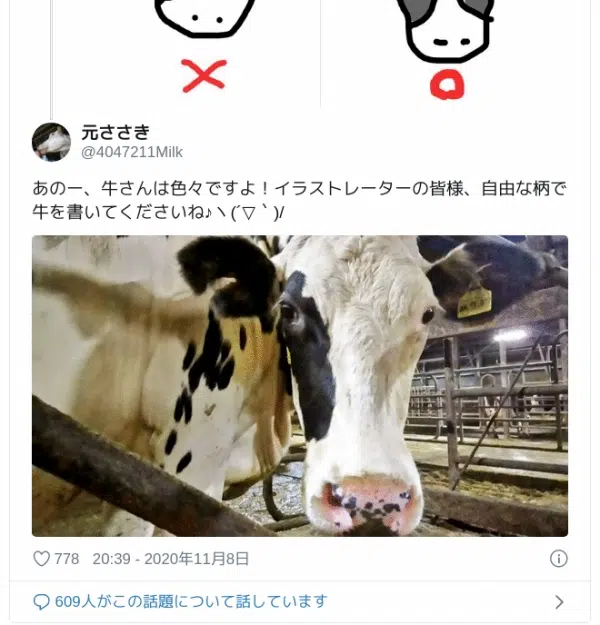 元ささき
@4047211Milk
あのー、牛さんは色々ですよ！イラストレーターの皆様、自由な柄で
牛を書いてくださいね♪ヽ(´▽｀)/
778 20:39 - 2020年11月8日
609人がこの話題について話しています